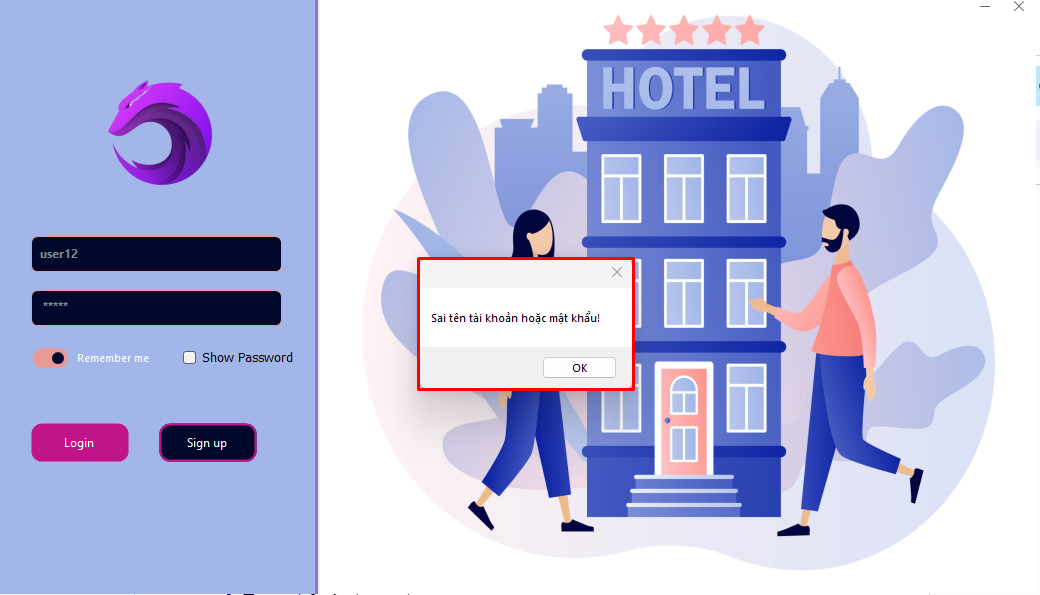 HOTEL
user12
*****
Remember me
Show Password
Login
Sign up
Sai tên tài khoản hoặc mật khẩu!
OK